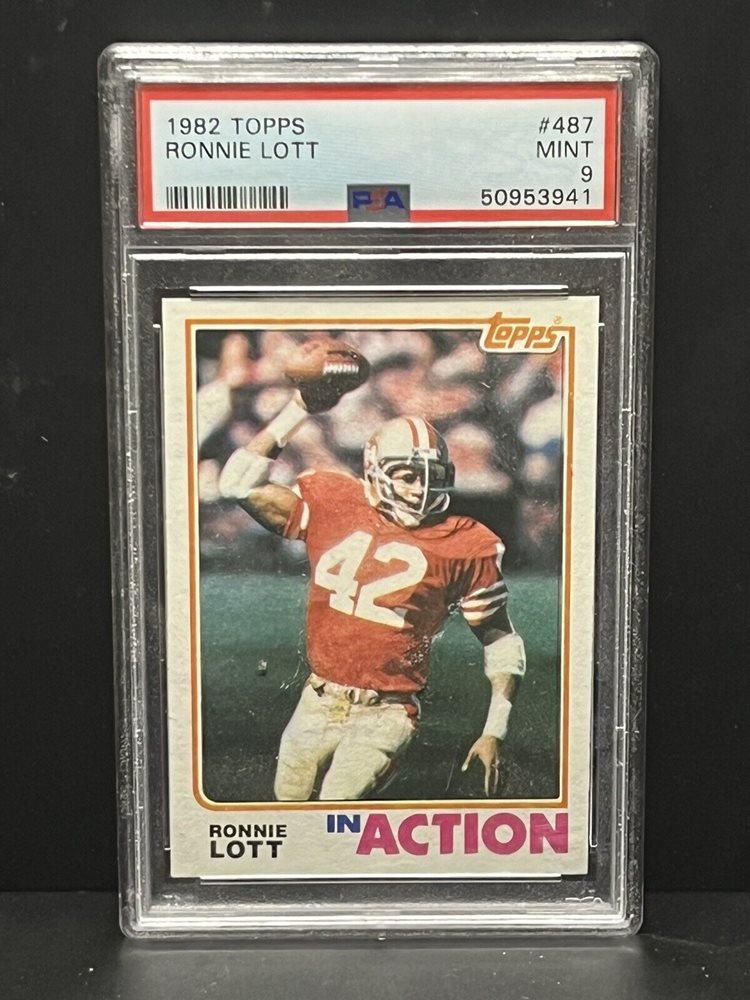 1982 TOPPS #487
RONNIE LOTT MINT
9
PSA 50953941
Topps®
42
RONNIE
LOTT
IN ACTION